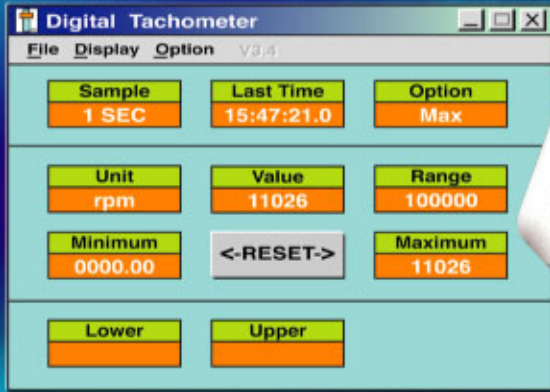 Digital Tachometer
File Display Option V3.4
Sample Last Time Option
1 SEC 15:47:21.0 Max
Unit Value Range
rpm 11026 100000
Minimum <-RESET-> Maximum
0000.00 11026
Lower Upper